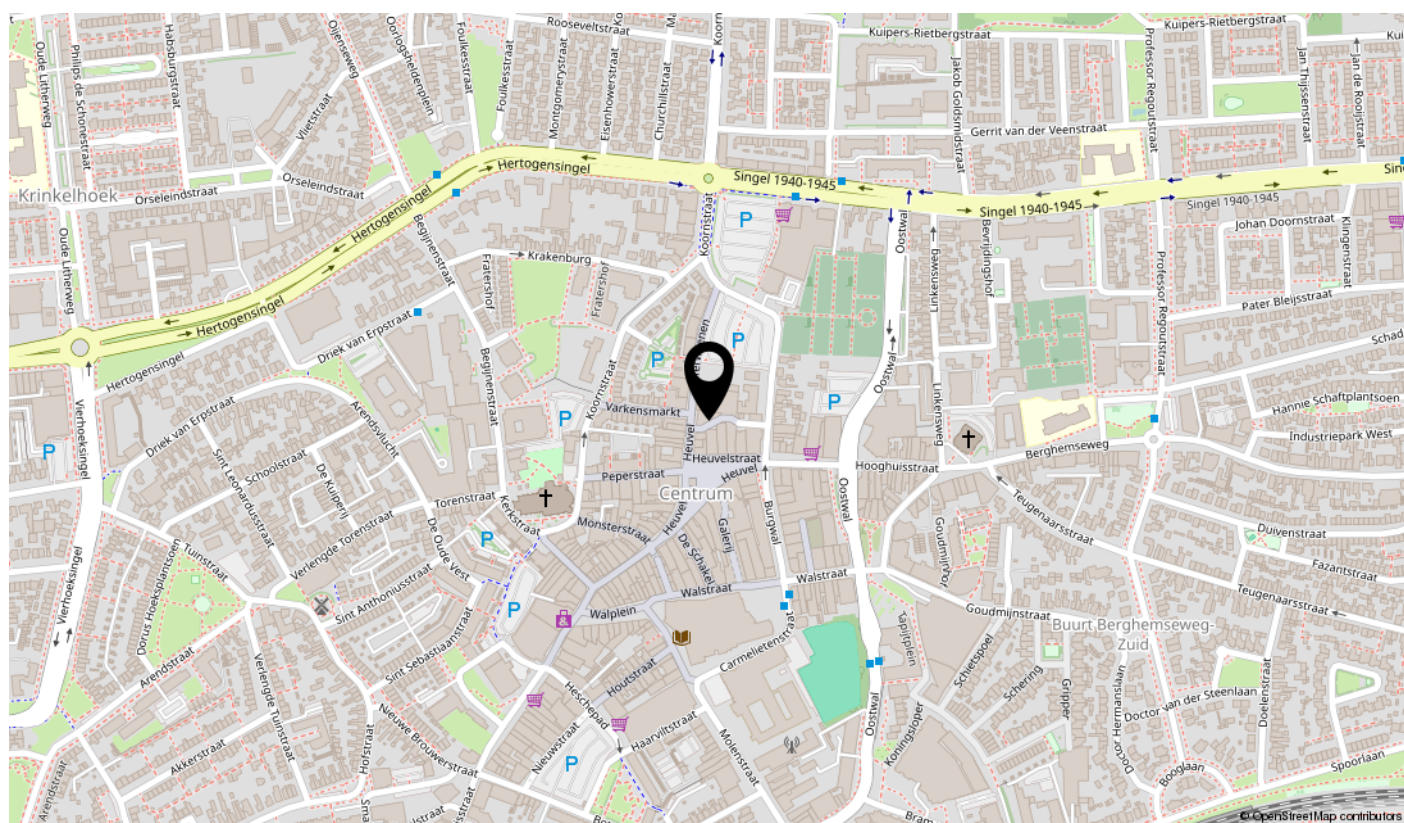 Kuipers-Rietbergstraat
Rooseveltstraat
Kuipers-Rietbergstraat
Oude Litherweg
Philips de Schonestraat
Habsburgstraat
Oijenseweg
Oorlogsheldenplein
Foulkesstraat
Foulkesstraat
Montgomerystraat
Eisenhowerstraat
Churchillstraat
Koorn
Jakob Goldsmidstraat
Professor Regoutstraat
Jan Thijssenstraat
Jan de Rooijstraat
Vlietstraat
Gerrit van der Veenstraat
Hertogensingel
Singel 1940-1945
Krinkelhoek
Orseleindstraat
Orseleindstraat
Hertogensingel
Singel 1940-1945
Singel 1940-1945
Johan Doornstraat
Klingenstraat
Oude Litherweg
Hertogensingel
Begijnenstraat
Koornstraat
P
Oostwal
Linkensweg
Bevrijdingshof
Professor Regoutstraat
Krakenburg
Fratershof
Fratershof
Hertogensingel
Pater Bleijsstraat
Driek van Erpstraat
Hertogensingel
Begijnenstraat
P
P
Oostwal
Linkensweg
Schad
Vierhoeksingel
Koornstraat
Varkensmarkt
P
P
Hannie Schaftplantsoen
Industriepark West
Driek van Erpstraat
Arendsvlucht
Heuvel
Berghemseweg
P
Sint Leonardusstraat
Schoolstraat
De Kuiperij
Peperstraat
Heuvelstraat
Heuvel
Hooghuisstraat
Centrum
Torenstraat
Kerkstraat
Monsterstraat
Heuvel
Galerij
Burgwal
Oostwal
Goudmijnhof
Teugenaarsstraat
Duivenstraat
Verlengde Torenstraat
De Oude Vest
P
De Schakel
Fazantstraat
Vierhoeksingel
Dorus Hoeksplantsoen
Tuinstraat
Sint Anthoniusstraat
Walstraat
Walstraat
Teugenaarsstraat
P
Walplein
Goudmijnstraat
Tapijtplein
Buurt Berghemseweg-
Zuid
Arendstraat
Verlengde Tuinstraat
Sint Sebastiaanstraat
Houtstraat
Carmelietenstraat
Schietspoel
Schering
Gripper
Doctor Hermanslaan
Doctor van der Steenlaan
Doelenstraat
Akkerstraat
Hofstraat
Nieuwe Brouwerstraat
Heschepad
Nieuwstraat
Haarviltstraat
Molenstraat
Oostwal
Koningsloper
Arendstraat
P
Booglaan
Spoorlaan
© OpenStreetMap contributors